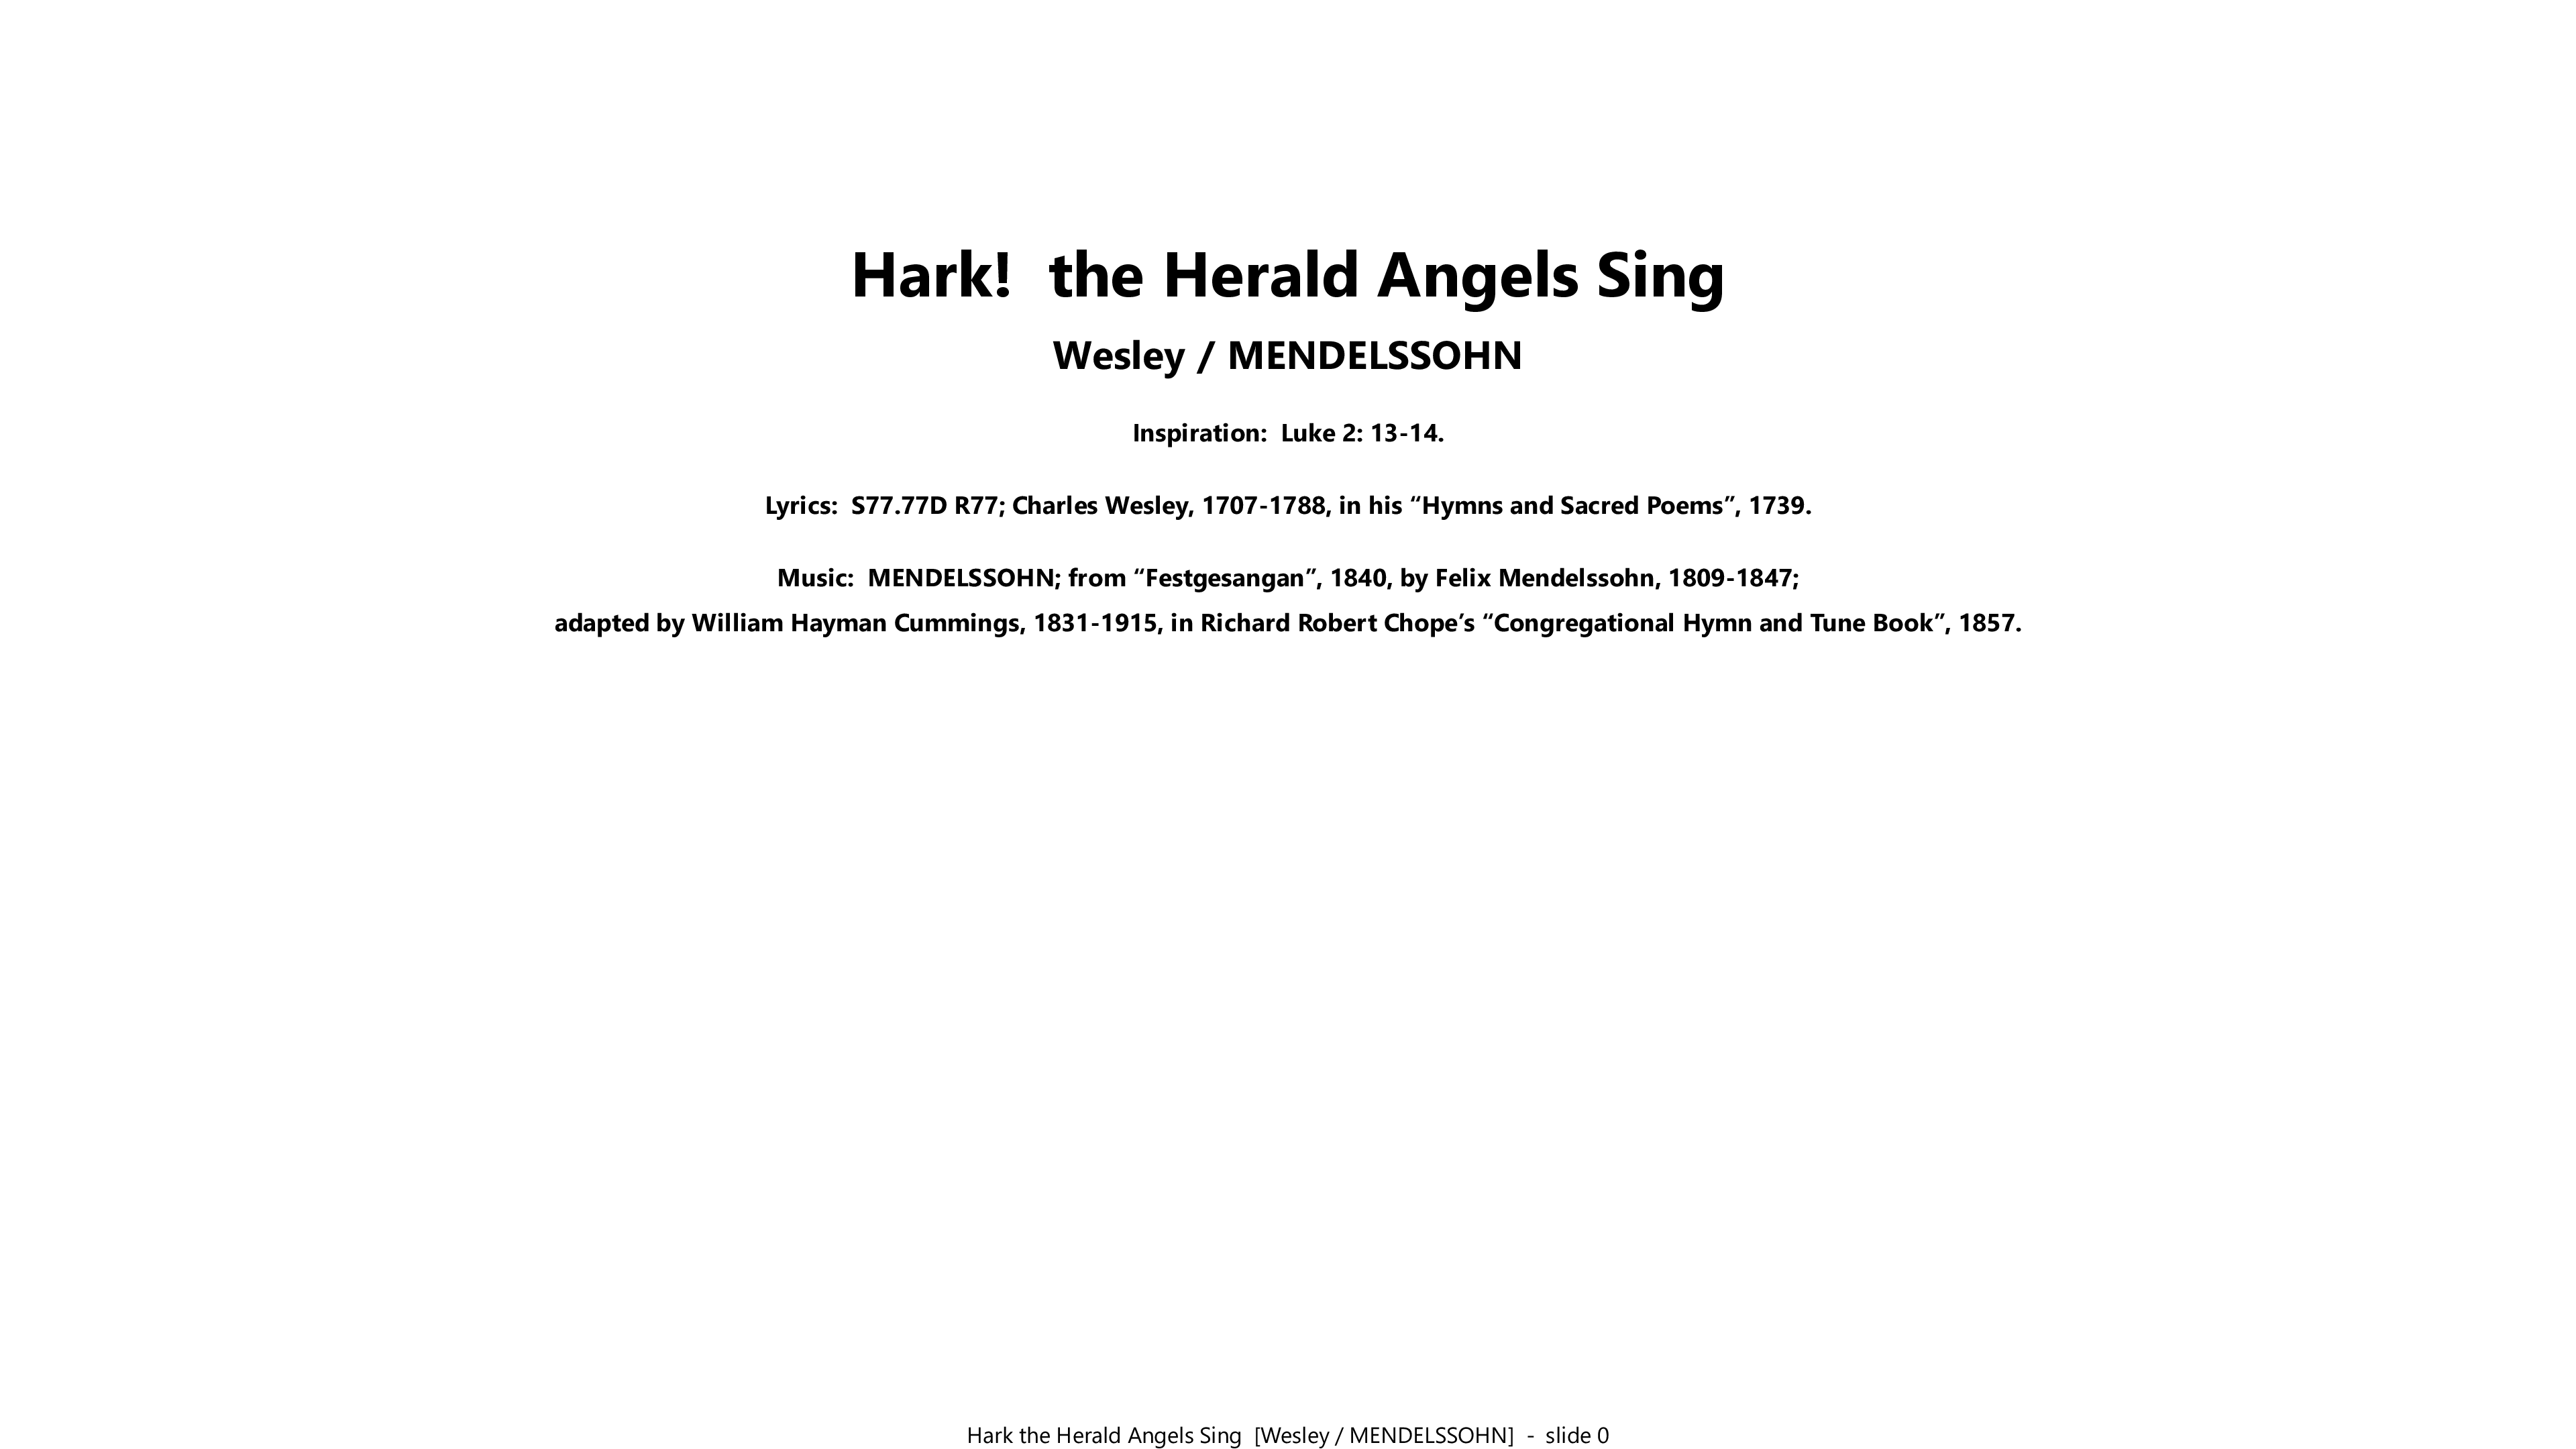 Hark!  the Herald Angels Sing
Wesley / MENDELSSOHN
Inspiration:  Luke 2: 13-14.
Lyrics:  S77.77D R77; Charles Wesley, 1707-1788, in his “Hymns and Sacred Poems”, 1739.
Music:  MENDELSSOHN; from “Festgesangan”, 1840, by Felix Mendelssohn, 1809-1847;
adapted by William Hayman Cummings, 1831-1915, in Richard Robert Chope’s “Congregational Hymn and Tune Book”, 1857.
Hark the Herald Angels Sing  [Wesley / MENDELSSOHN]  -  slide 0